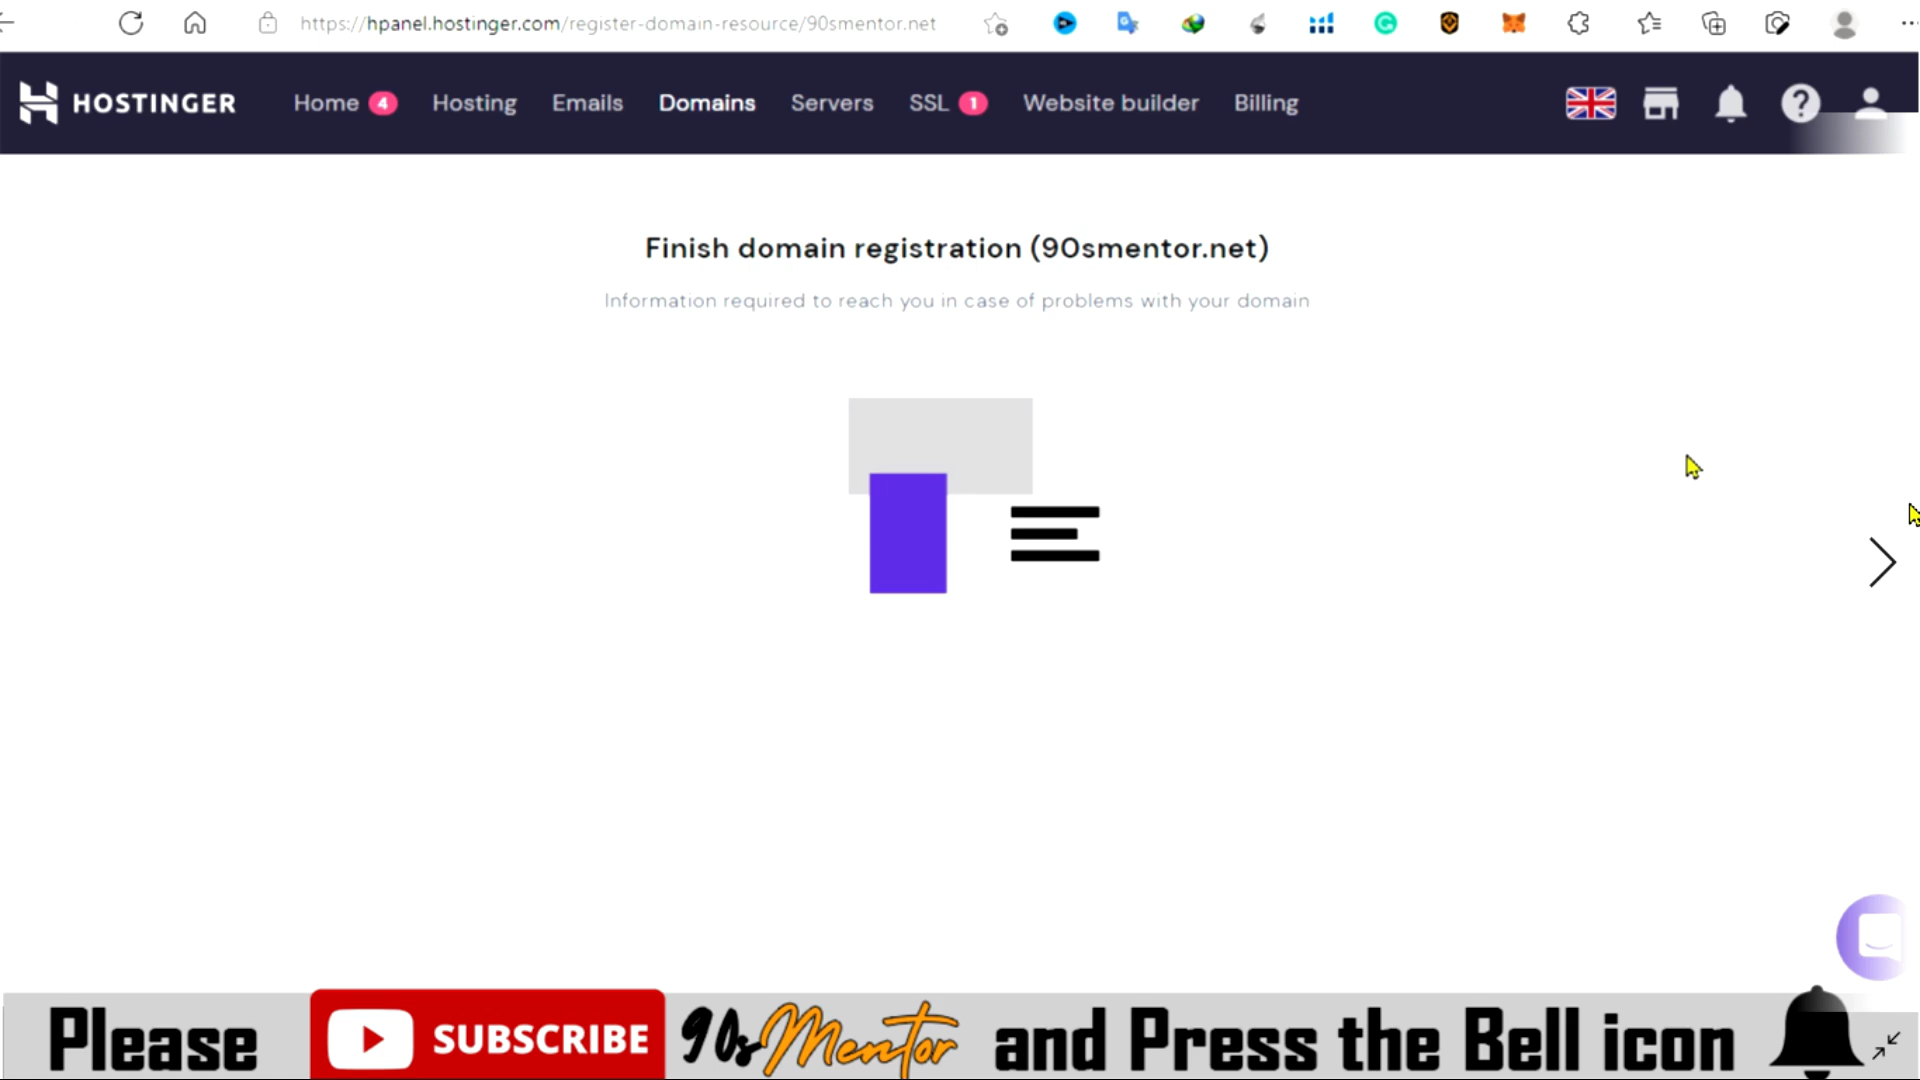 https://hpanel.hostinger.com/register-domain-resource/90smentor.net
HOSTINGER Home 4 Hosting Emails Domains Servers SSL 1 Website builder Billing
Finish domain registration (90smentor.net)
Information required to reach you in case of problems with your domain
Please SUBSCRIBE 90s Mentor and Press the Bell icon